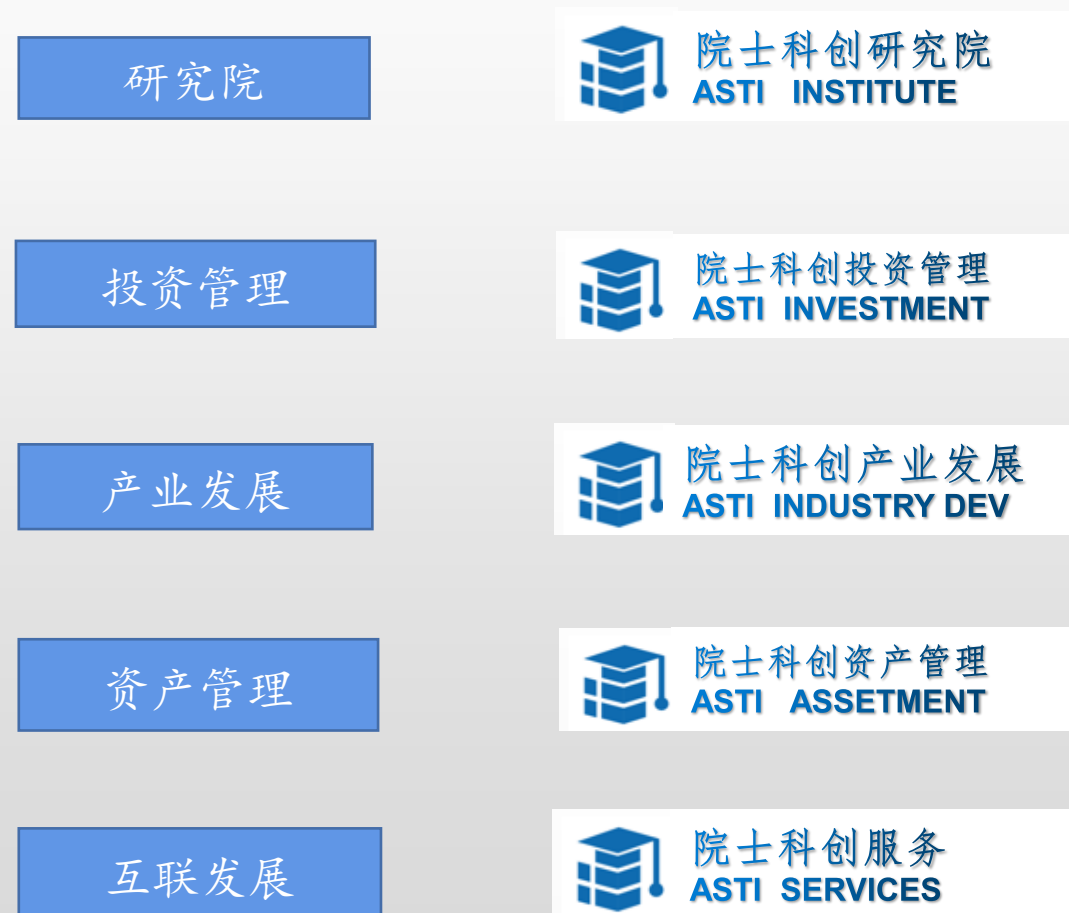 研究院
院士科创研究院
ASTI INSTITUTE
投资管理
院士科创投资管理
ASTI INVESTMENT
产业发展
院士科创产业发展
ASTI INDUSTRY DEV
资产管理
院士科创资产管理
ASTI ASSETMENT
互联发展
院士科创服务
ASTI SERVICES